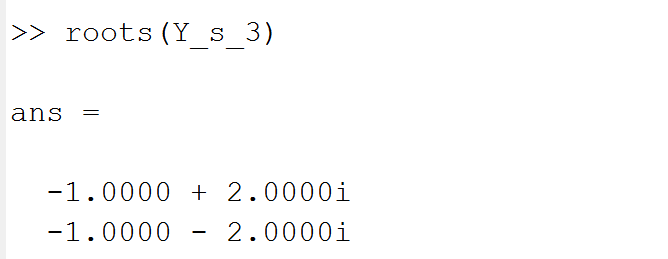 >> roots(Y_s_3)
ans =
-1.0000 + 2.0000i
-1.0000 - 2.0000i